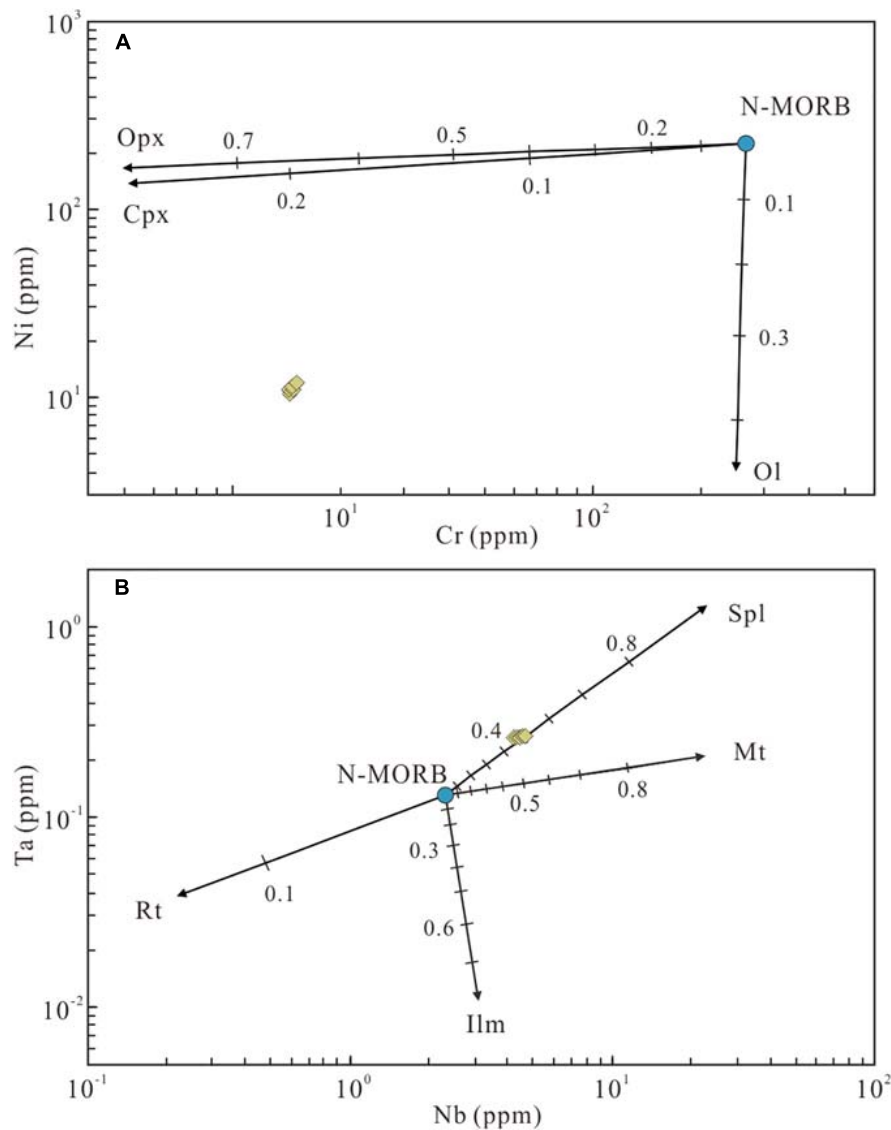 A
10³
N-MORB
Opx
0.7
0.5
0.2
Cpx
0.2
0.1
0.1
10²
Ni (ppm)
0.3
10¹
Ol
10¹
10²
Cr (ppm)
B
10⁰
Spl
0.8
0.4
N-MORB
Mt
0.5
0.8
10⁻¹
Ta (ppm)
0.3
0.1
Rt
0.6
10⁻²
Ilm
10⁻¹
10⁰
10¹
10²
Nb (ppm)